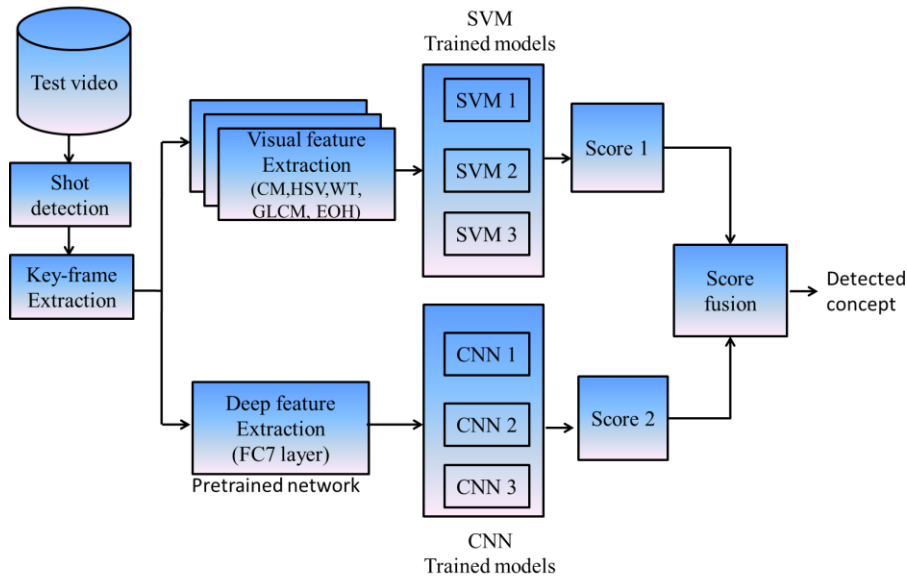 Test video
Shot
detection
Key-frame
Extraction
Visual feature
Extraction
(CM,HSV,WT,
GLCM, EOH)
SVM
Trained models
SVM 1
SVM 2
SVM 3
Score 1
Deep feature
Extraction
(FC7 layer)
Pretrained network
CNN 1
CNN 2
CNN 3
CNN
Trained models
Score 2
Score
fusion
Detected
concept